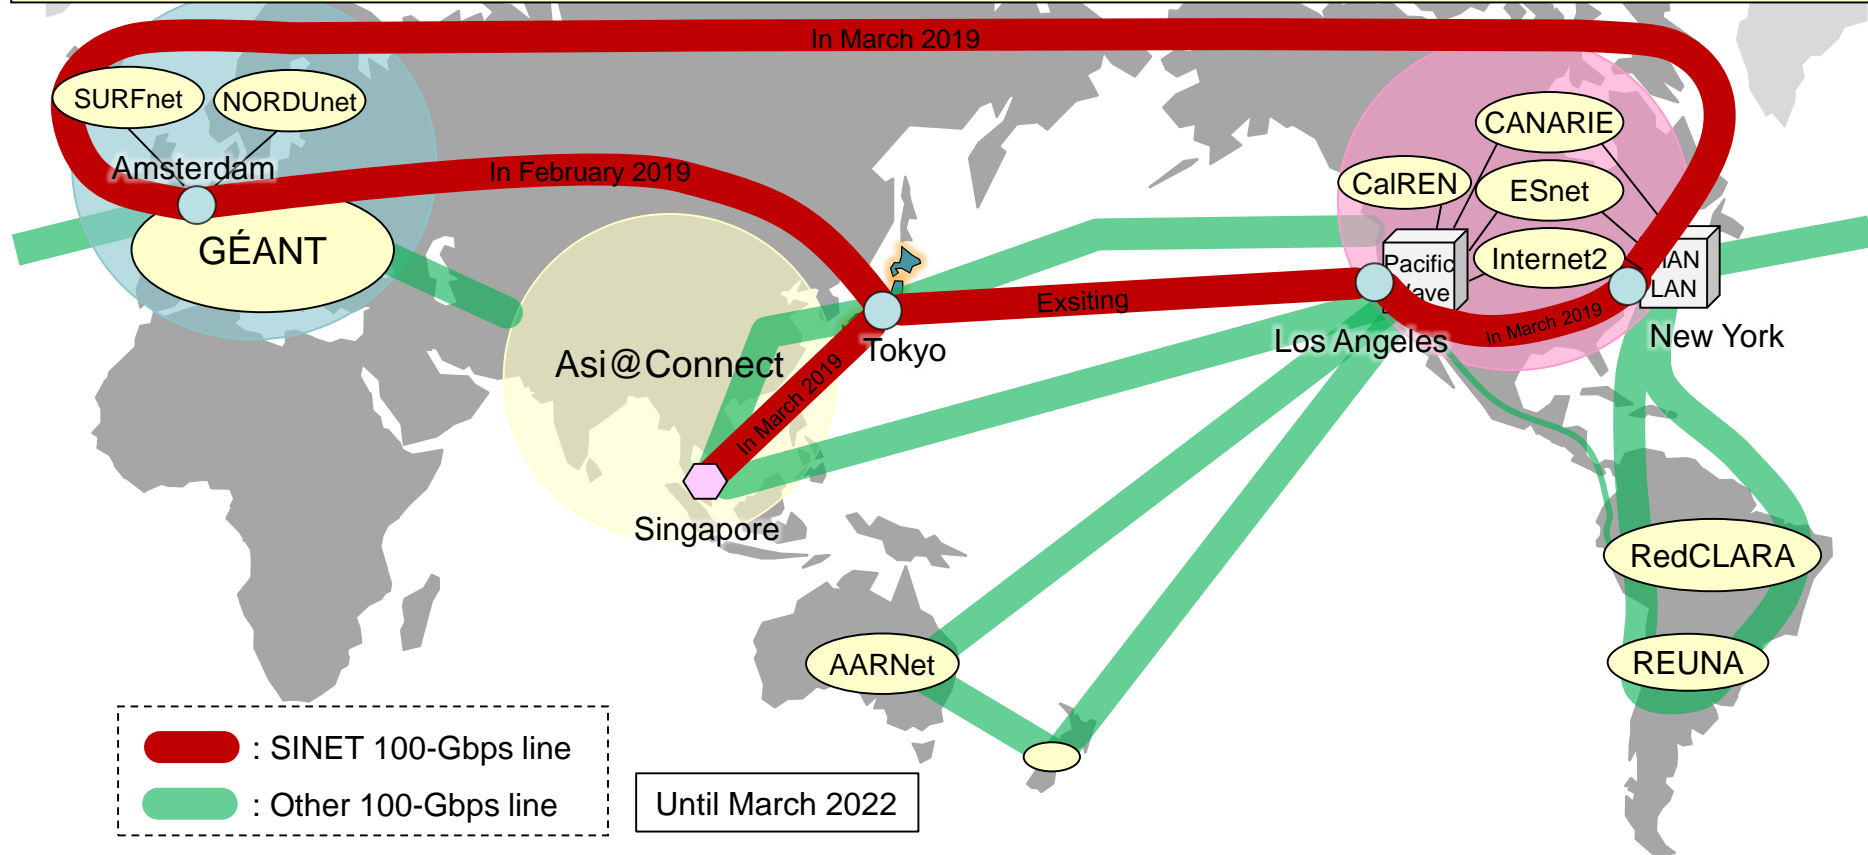 In March 2019
SURFnet
NORDUnet
Amsterdam
In February 2019
GÉANT
CANARIE
CalREN
ESnet
Internet2
Pacific
LAN
Exsiting
In March 2019
Los Angeles
New York
Tokyo
Asi@Connect
In March 2019
Singapore
RedCLARA
AARNet
REUNA
: SINET 100-Gbps line
: Other 100-Gbps line
Until March 2022